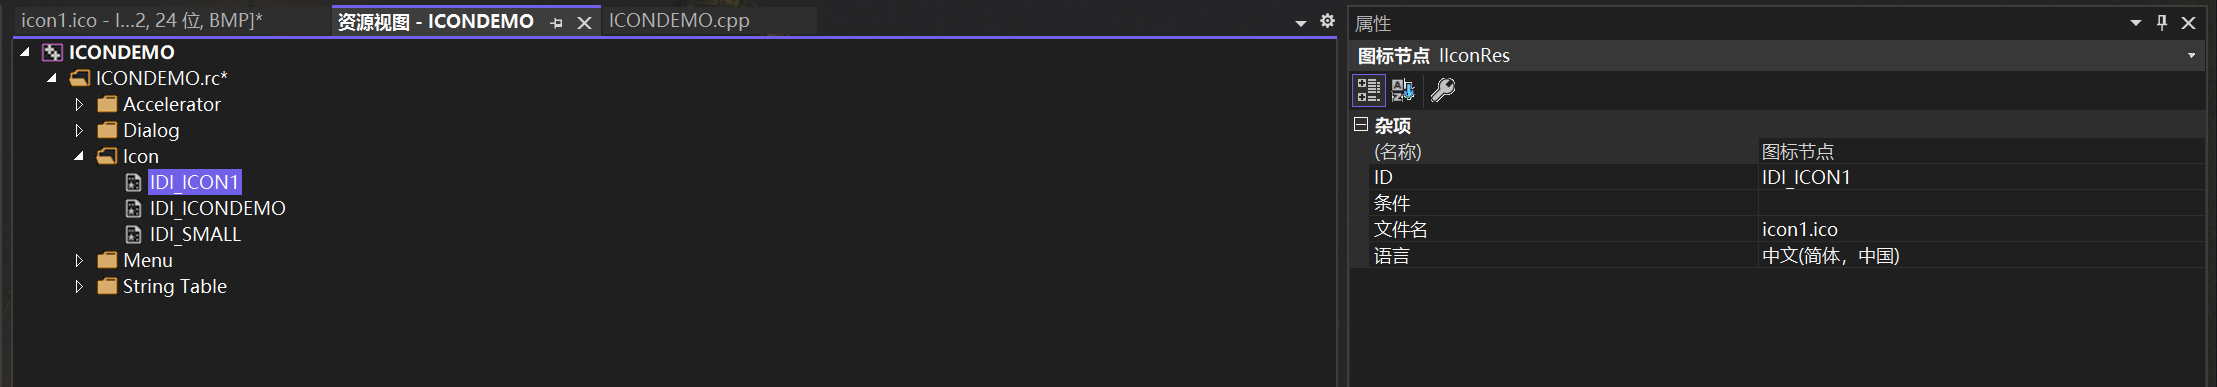 icon1.ico - I...2, 24 位, BMP]*
资源视图 - ICONDEMO
ICONDEMO.cpp
ICONDEMO
ICONDEMO.rc*
Accelerator
Dialog
Icon
IDI_ICON1
IDI_ICONDEMO
IDI_SMALL
Menu
String Table
属性
图标节点 IIconRes
杂项
(名称) 图标节点
ID IDI_ICON1
条件
文件名 icon1.ico
语言 中文(简体，中国)